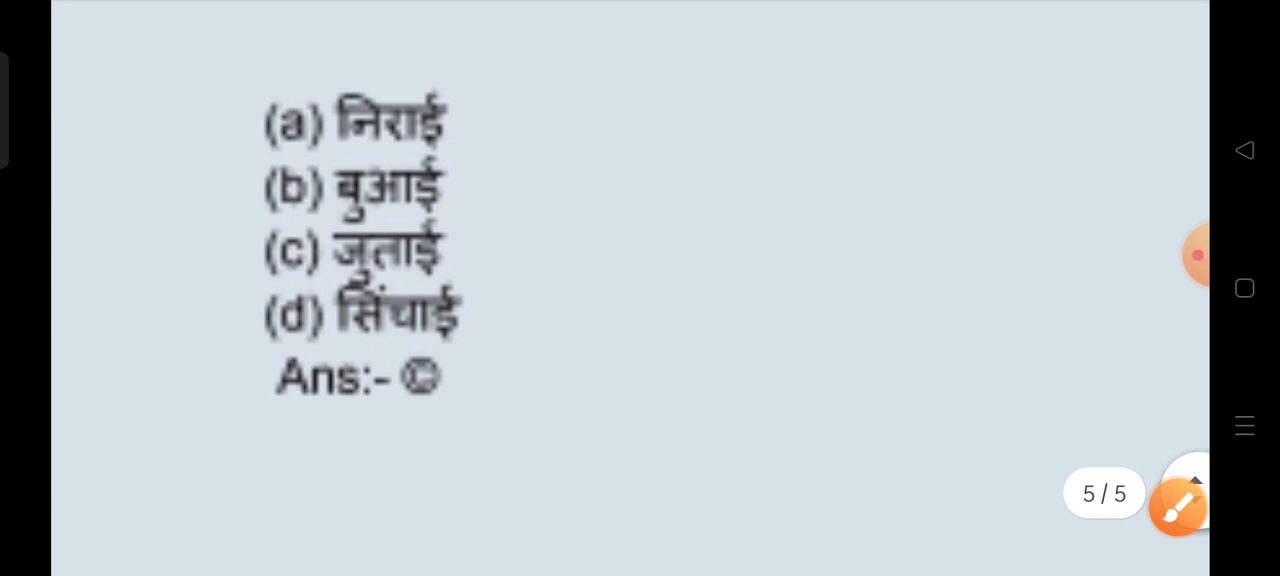 (a) निराई
(b) बुआई
(c) जुताई
(d) सिंचाई
Ans:- ©
5 / 5